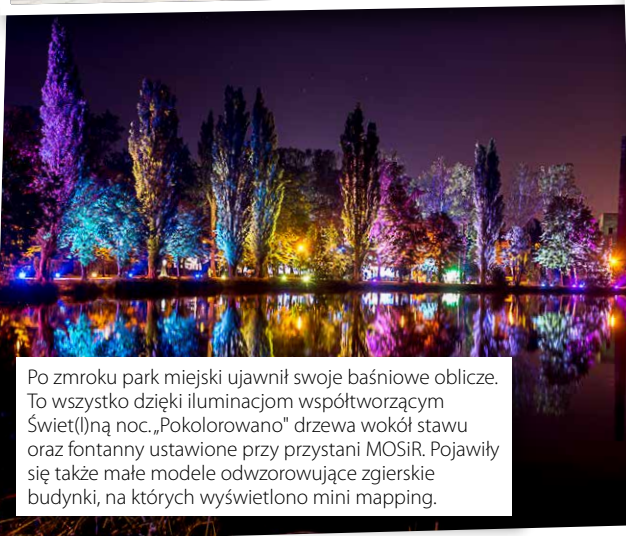 Po zmroku park miejski ujawnił swoje baśniowe oblicze.
To wszystko dzięki iluminacjom współtworzącym
Świet(l)ną noc. „Pokolorowano" drzewa wokół stawu
oraz fontanny ustawione przy przystani MOSiR. Pojawiły
się także małe modele odwzorowujące zgierskie
budynki, na których wyświetlono mini mapping.